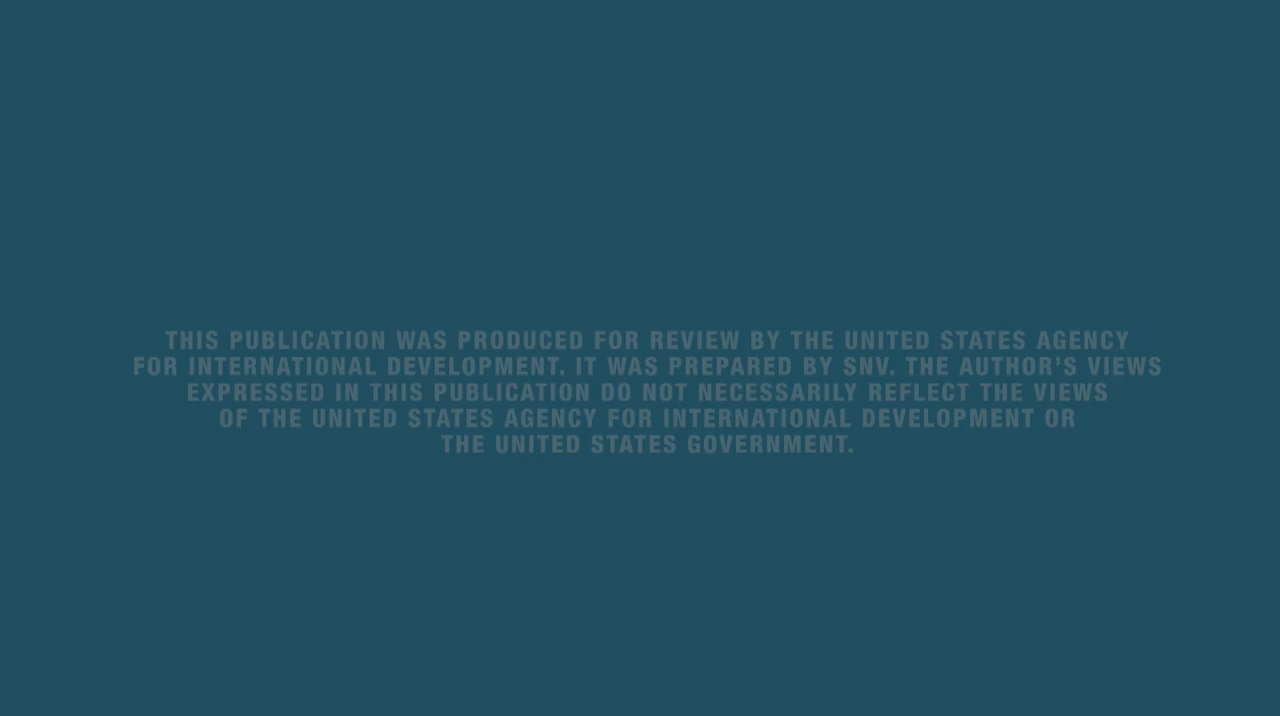 THIS PUBLICATION WAS PRODUCED FOR REVIEW BY THE UNITED STATES AGENCY
FOR INTERNATIONAL DEVELOPMENT. IT WAS PREPARED BY SNV. THE AUTHOR'S VIEWS
EXPRESSED IN THIS PUBLICATION DO NOT NECESSARILY REFLECT THE VIEWS
OF THE UNITED STATES AGENCY FOR INTERNATIONAL DEVELOPMENT OR
THE UNITED STATES GOVERNMENT.